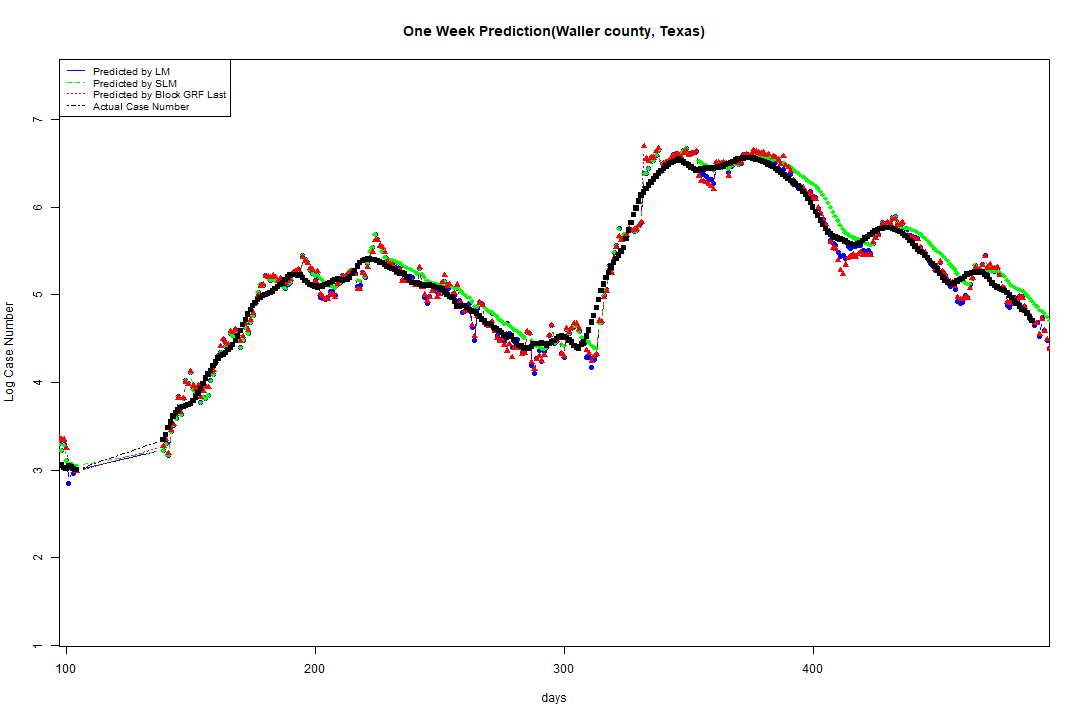 One Week Prediction(Waller county, Texas)
Predicted by LM
Predicted by SLM
Predicted by Block GRF Last
Actual Case Number
7
6
5
4
3
2
1
Log Case Number
100 200 300 400
days